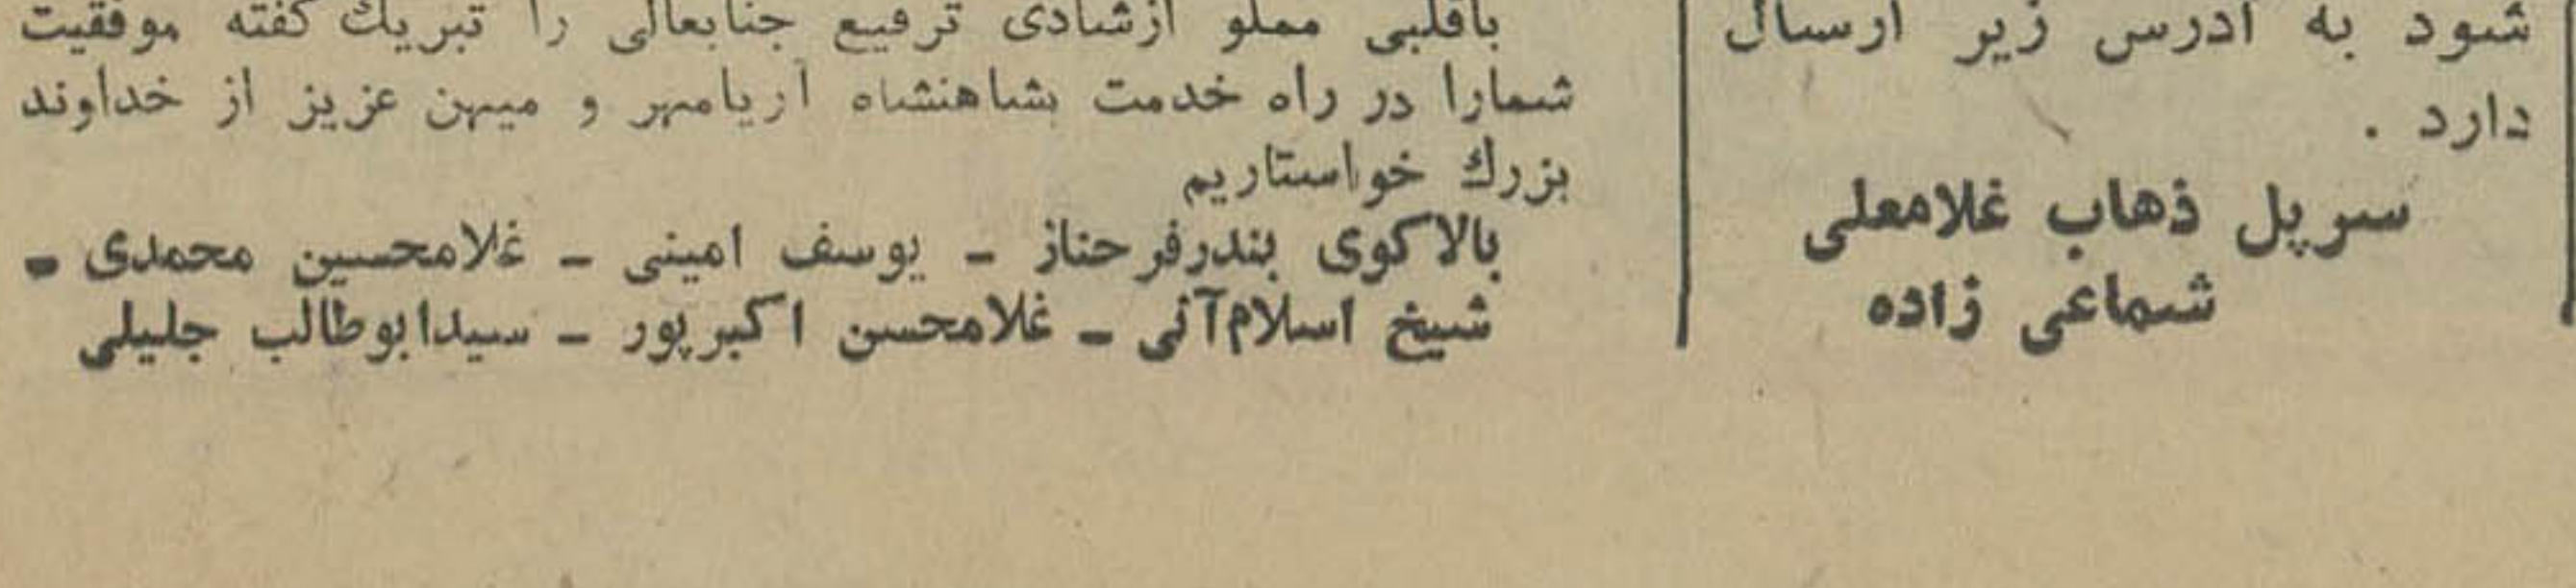 شود به آدرس زیر ارسال
دارد .
سرپل ذهاب غلامعلی
شماعی زاده
باقلبی مملو ازشادی ترفیع جنابعالی را تبریك گفته موفقیت
شمارا در راه خدمت بشاهنشاه آریامهر و میهن عزیز از خداوند
بزرك خواستاریم
بالاکوی بندرفرحناز ـ یوسف امینی ـ غلامحسین محمدی ـ
شیخ اسلام‌آئی ـ غلامحسن اکبرپور ـ سیدابوطالب جلیلی